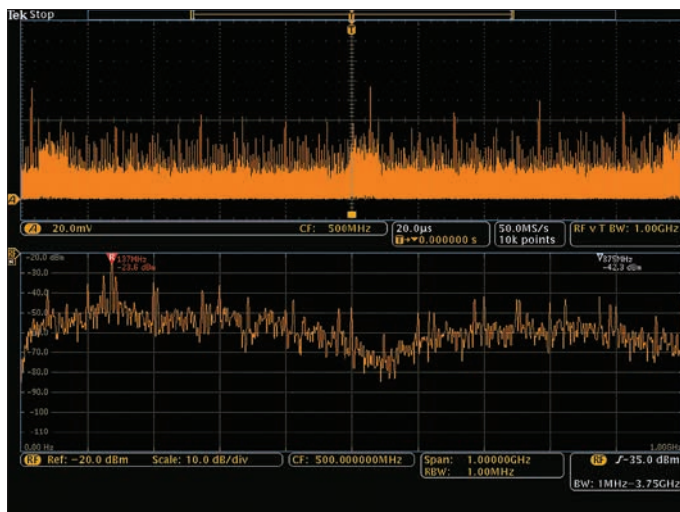 Tek Stop
T
T
A
A 20.0mV CF: 500MHz
20.0µs
T→▼0.000000 s
50.0MS/s
10k points
RF v T BW: 1.00GHz
-20.0 dBm
R 137MHz
-23.6 dBm
875MHz
-42.3 dBm
-30.0
-40.0
-50.0
-60.0
-70.0
-80.0
-90.0
-100
-110
0.00 Hz 1.00GHz
RF Ref: -20.0 dBm Scale: 10.0 dB/div
CF: 500.000000MHz
Span: 1.00000GHz
RBW: 1.00MHz
RF ʃ-35.0 dBm
BW: 1MHz-3.75GHz